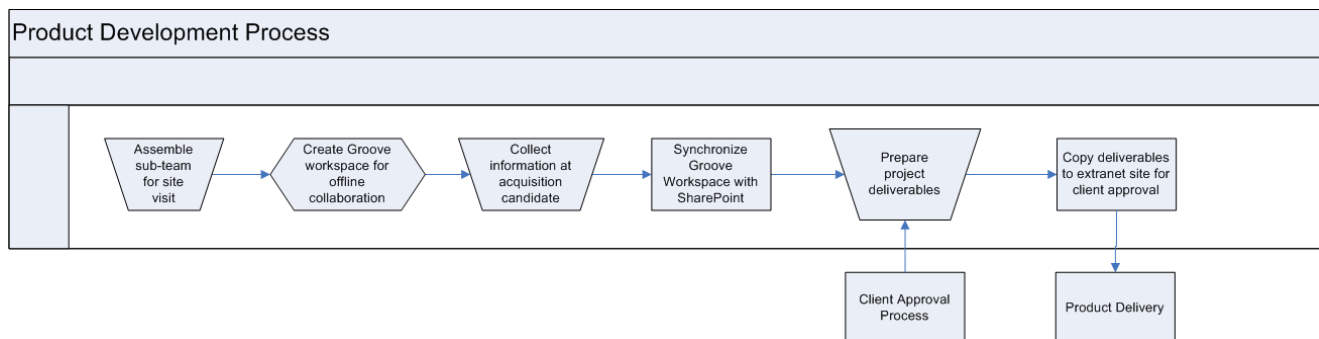 Product Development Process
Assemble
sub-team
for site
visit
Create Groove
workspace for
offline
collaboration
Collect
information at
acquisition
candidate
Synchronize
Groove
Workspace with
SharePoint
Prepare
project
deliverables
Copy deliverables
to extranet site for
client approval
Client Approval
Process
Product Delivery